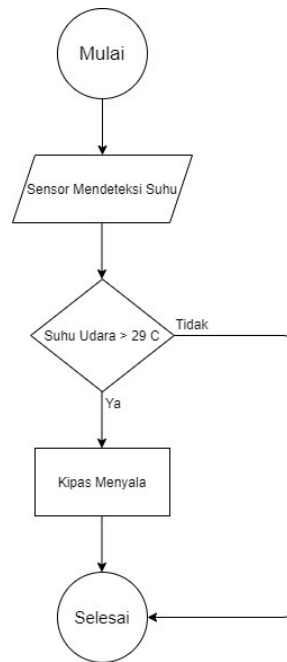 Mulai
Sensor Mendeteksi Suhu
Suhu Udara > 29 C
Tidak
Ya
Kipas Menyala
Selesai